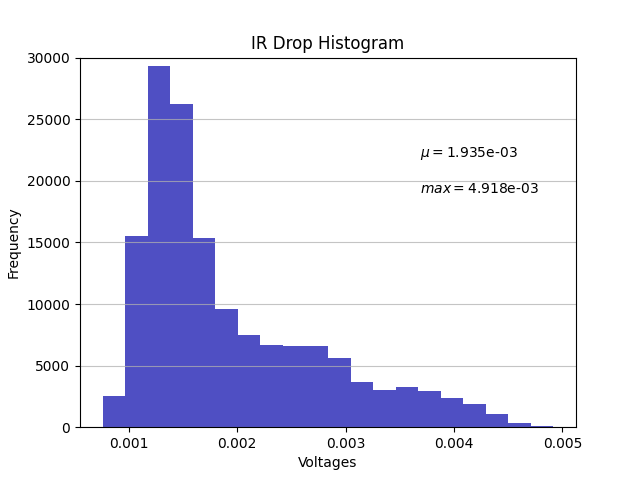 IR Drop Histogram
30000
25000
20000
15000
10000
5000
0
Frequency
μ = 1.935e-03
max = 4.918e-03
0.001 0.002 0.003 0.004 0.005
Voltages